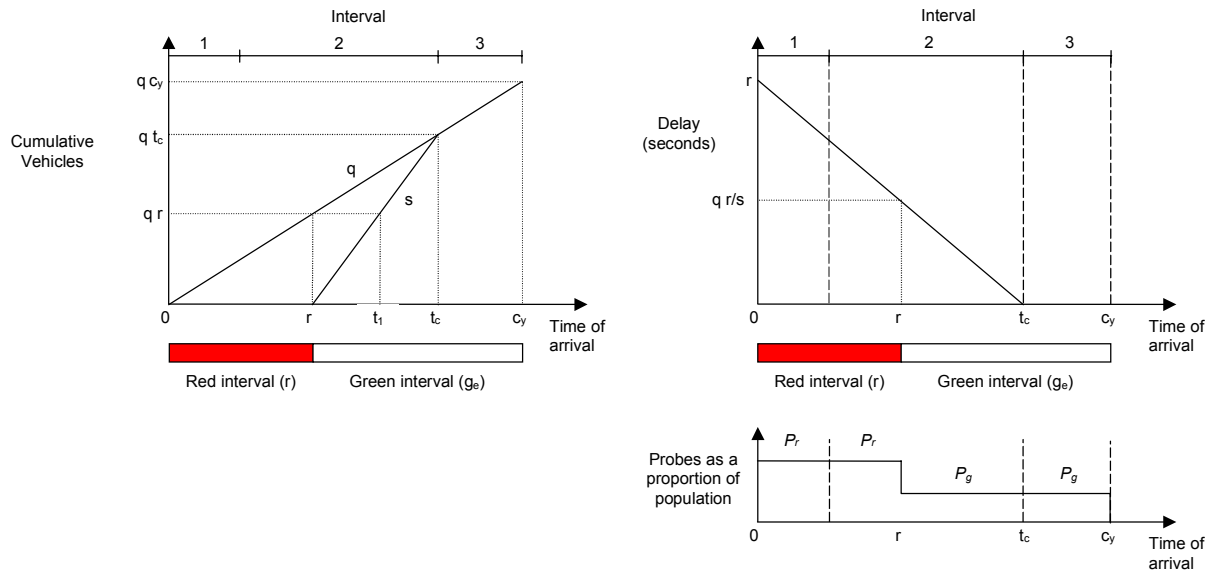 Interval
1 2 3
q cy
q tc
Cumulative
Vehicles
q
s
q r
0 r t1 tc cy
Time of
arrival
Red interval (r) Green interval (ge)
Interval
1 2 3
r
Delay
(seconds)
q r/s
0 r tc cy
Time of
arrival
Red interval (r) Green interval (ge)
Pr Pr
Probes as a
proportion of
population
Pg Pg
0 r tc cy
Time of
arrival